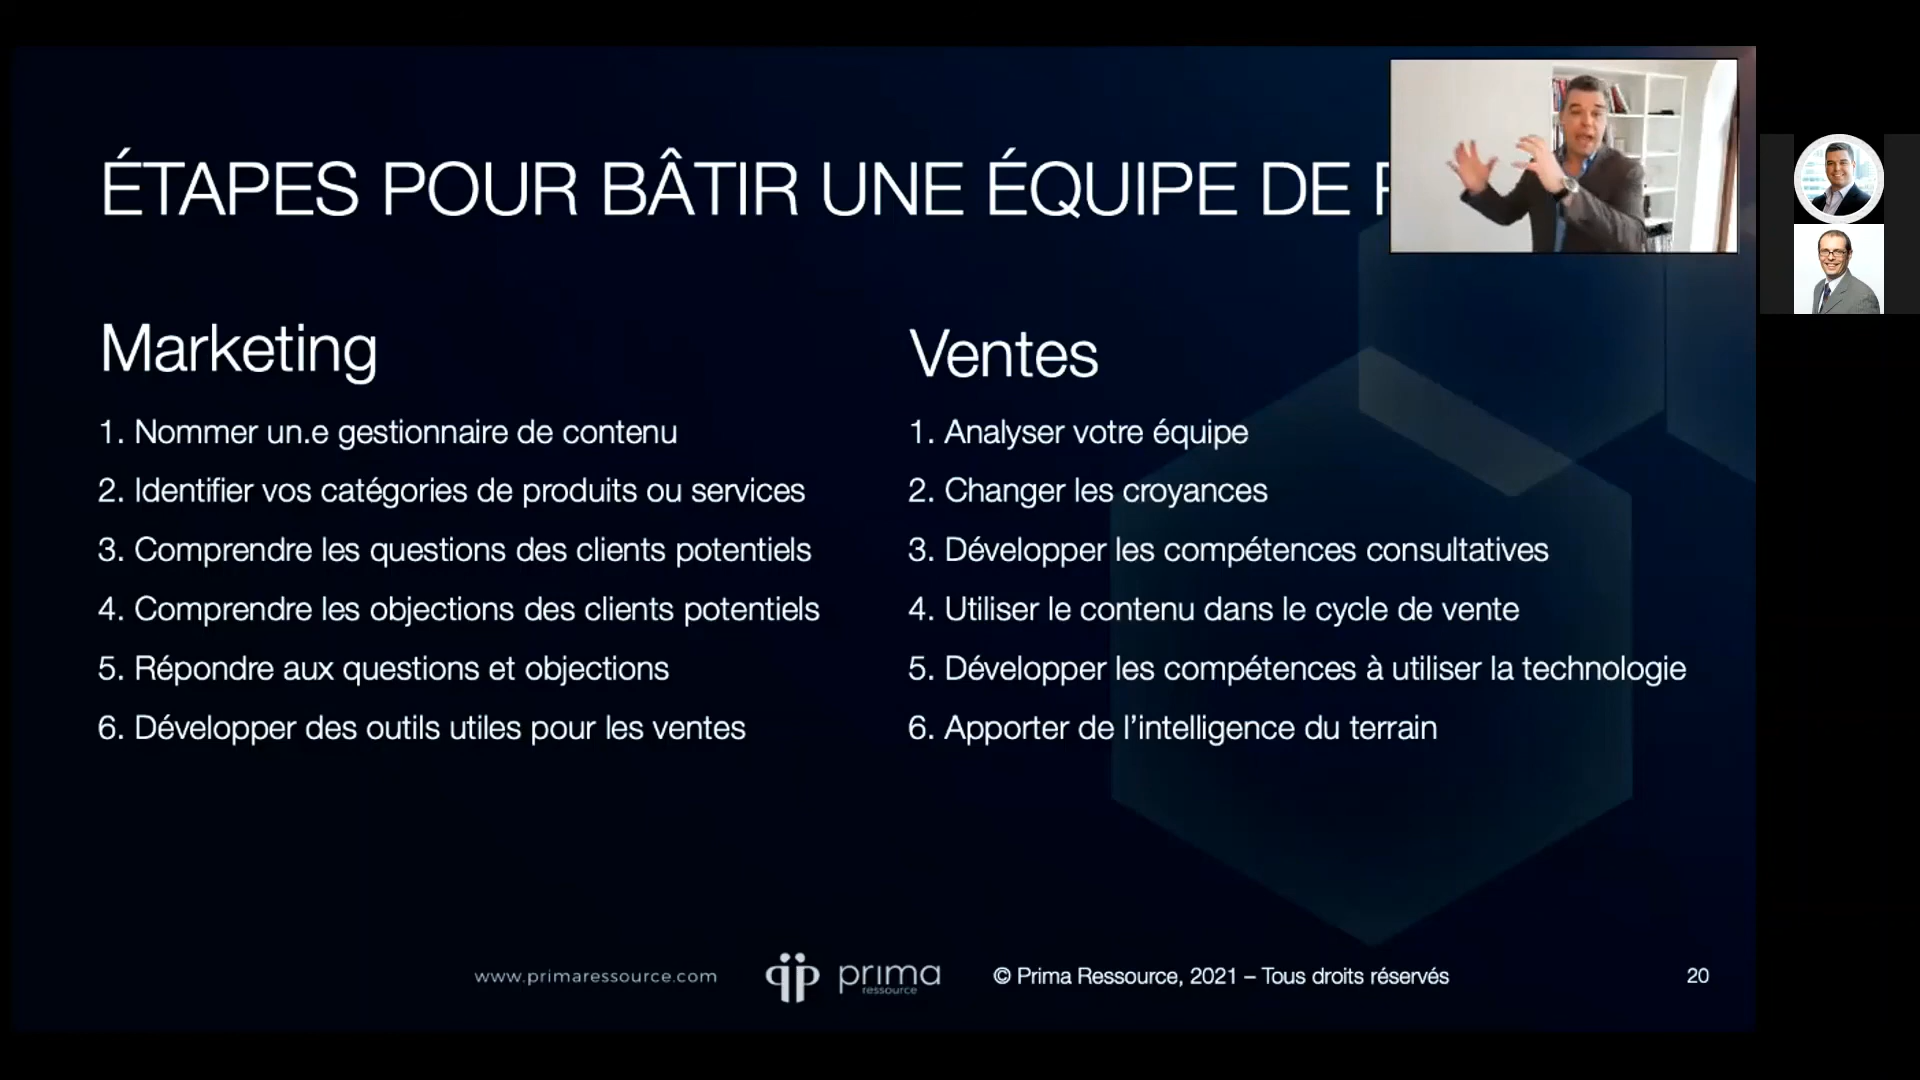 ÉTAPES POUR BÂTIR UNE ÉQUIPE DE
Marketing
1. Nommer un.e gestionnaire de contenu
2. Identifier vos catégories de produits ou services
3. Comprendre les questions des clients potentiels
4. Comprendre les objections des clients potentiels
5. Répondre aux questions et objections
6. Développer des outils utiles pour les ventes
Ventes
1. Analyser votre équipe
2. Changer les croyances
3. Développer les compétences consultatives
4. Utiliser le contenu dans le cycle de vente
5. Développer les compétences à utiliser la technologie
6. Apporter de l’intelligence du terrain
www.primaressource.com
prima
ressource
© Prima Ressource, 2021 – Tous droits réservés
20